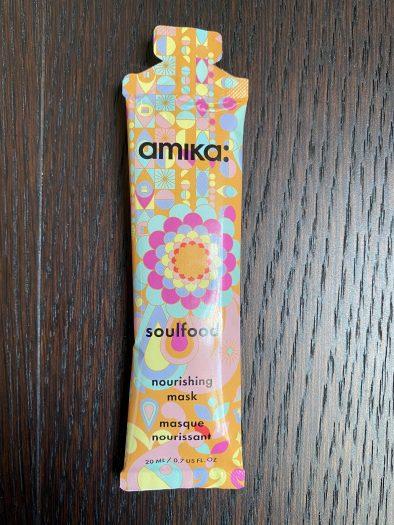 amika:
soulfood
nourishing
mask
masque
nourissant
20 ML / 0.7 US FL. OZ